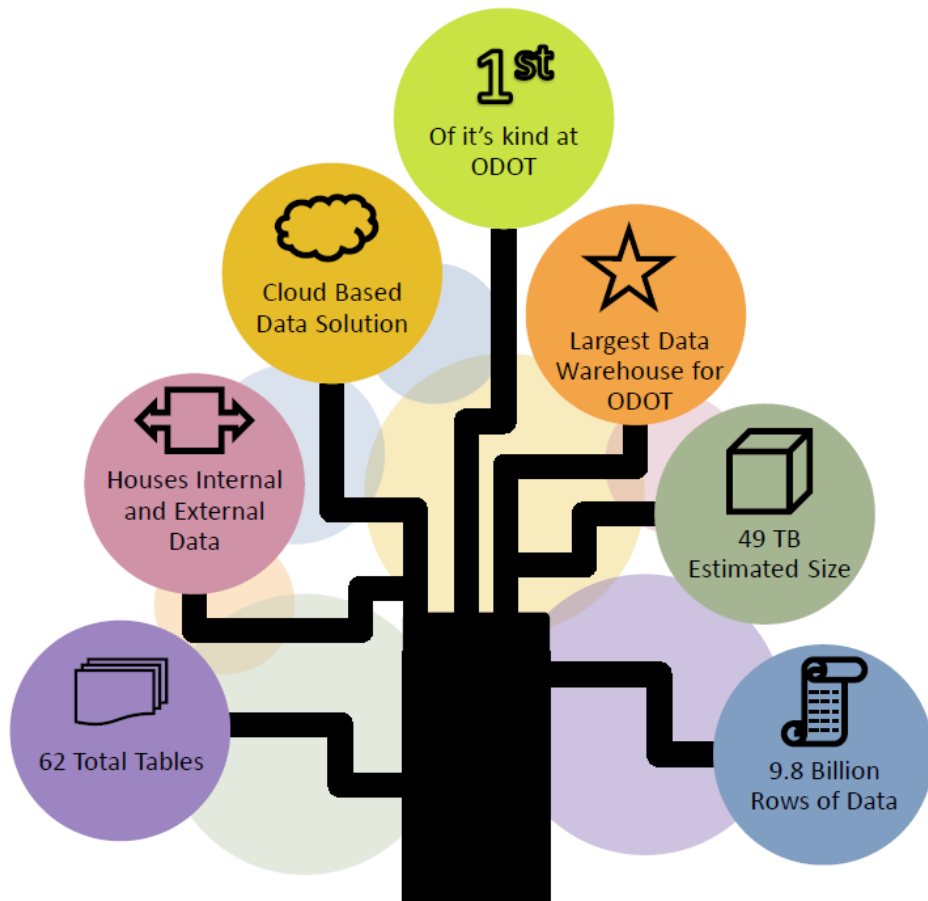 1st
Of it's kind at
ODOT
Cloud Based
Data Solution
Largest Data
Warehouse for
ODOT
Houses Internal
and External
Data
49 TB
Estimated Size
62 Total Tables
9.8 Billion
Rows of Data